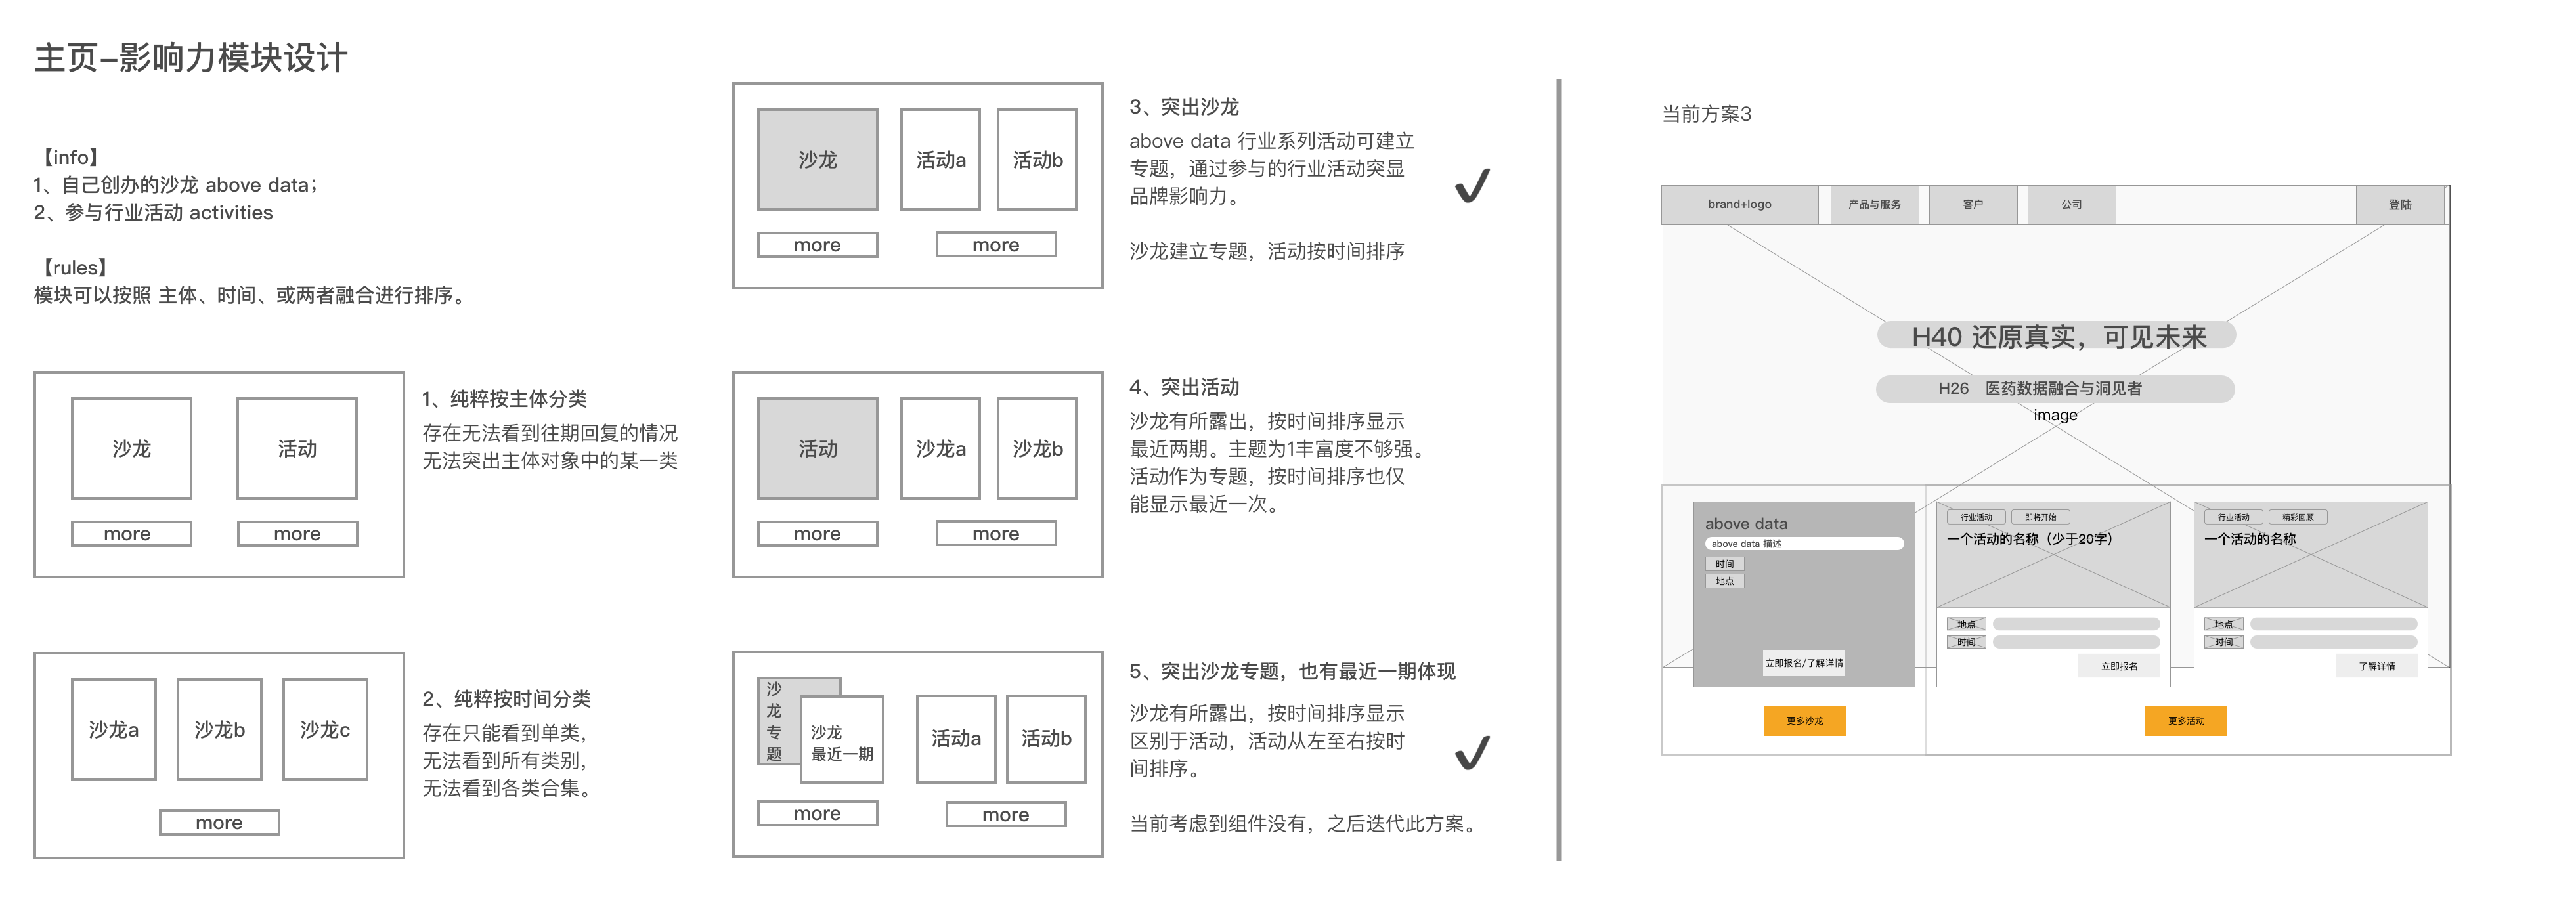 主页-影响力模块设计
【info】
1、自己创办的沙龙 above data；
2、参与行业活动 activities
【rules】
模块可以按照 主体、时间、或两者融合进行排序。
沙龙
活动
more
more
1、纯粹按主体分类
存在无法看到往期回复的情况
无法突出主体对象中的某一类
沙龙a
沙龙b
沙龙c
more
2、纯粹按时间分类
存在只能看到单类，
无法看到所有类别，
无法看到各类合集。
沙龙
活动a
活动b
more
more
3、突出沙龙
above data 行业系列活动可建立
专题，通过参与的行业活动突显
品牌影响力。
沙龙建立专题，活动按时间排序
活动
沙龙a
沙龙b
more
more
4、突出活动
沙龙有所露出，按时间排序显示
最近两期。主题为1丰富度不够强。
活动作为专题，按时间排序也仅
能显示最近一次。
沙
龙
专
题
沙龙
最近一期
活动a
活动b
more
more
5、突出沙龙专题，也有最近一期体现
沙龙有所露出，按时间排序显示
区别于活动，活动从左至右按时
间排序。
当前考虑到组件没有，之后迭代此方案。
当前方案3
brand+logo
产品与服务
客户
公司
登陆
H40 还原真实，可见未来
H26 医药数据融合与洞见者
image
above data
above data 描述
时间
地点
立即报名/了解详情
行业活动
即将开始
一个活动的名称（少于20字）
地点
时间
立即报名
行业活动
精彩回顾
一个活动的名称
地点
时间
了解详情
更多沙龙
更多活动